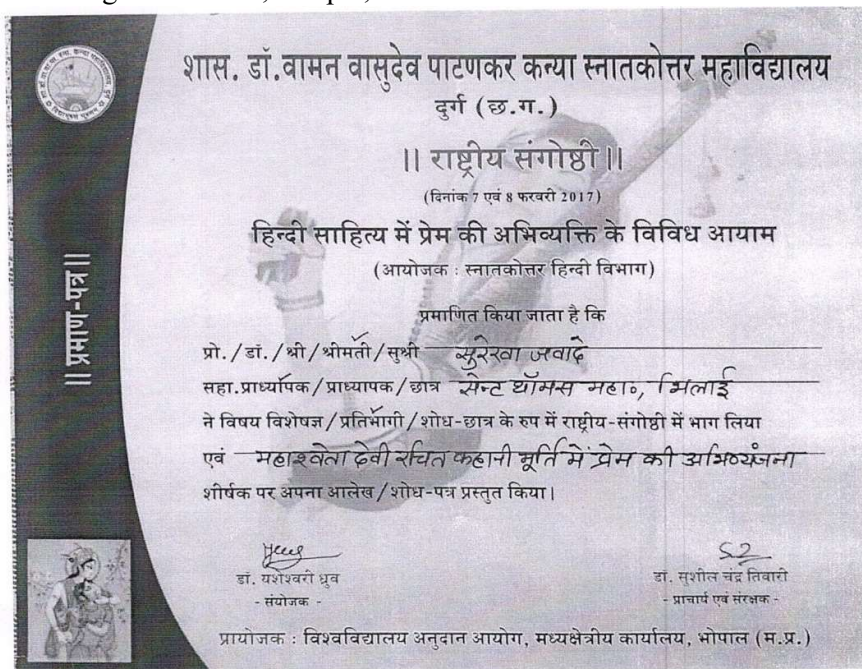 शास. डॉ.वामन वासुदेव पाटणकर कन्या स्नातकोत्तर महाविद्यालय
दुर्ग (छ.ग.)
|| राष्ट्रीय संगोष्ठी ||
(दिनांक 7 एवं 8 फरवरी 2017)
हिन्दी साहित्य में प्रेम की अभिव्यक्ति के विविध आयाम
(आयोजक : स्नातकोत्तर हिन्दी विभाग)
|| प्रमाण-पत्र ||
प्रमाणित किया जाता है कि
प्रो./डॉ./श्री/श्रीमती/सुश्री सुरेखा जवादे
सहा.प्राध्यापक/प्राध्यापक/छात्र सेन्ट थॉमस महा॰, भिलाई
ने विषय विशेषज्ञ/प्रतिभागी/शोध-छात्र के रुप में राष्ट्रीय-संगोष्ठी में भाग लिया
एवं महाश्वेता देवी रचित कहानी मूर्ति में प्रेम की अभिव्यंजना
शीर्षक पर अपना आलेख/शोध-पत्र प्रस्तुत किया।
डॉ. यशेश्वरी ध्रुव
- संयोजक -
डॉ. सुशील चंद्र तिवारी
- प्राचार्य एवं संरक्षक -
प्रायोजक : विश्वविद्यालय अनुदान आयोग, मध्यक्षेत्रीय कार्यालय, भोपाल (म.प्र.)